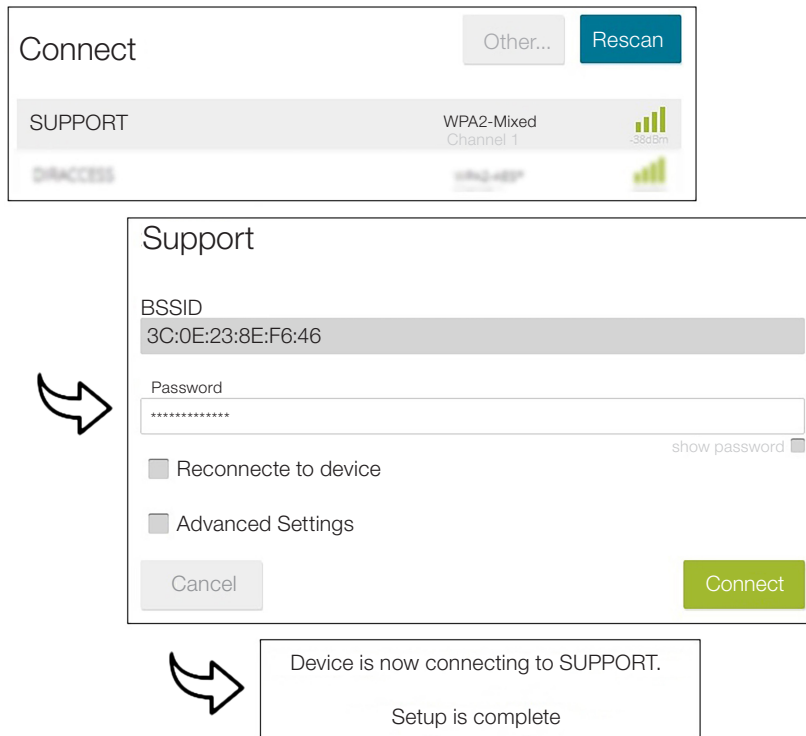 Connect
Other...
Rescan
SUPPORT
WPA2-Mixed
Channel 1
-38dBm
DIRACCESS
Support
BSSID
3C:0E:23:8E:F6:46
Password
*************
show password
Reconnecte to device
Advanced Settings
Cancel
Connect
Device is now connecting to SUPPORT.
Setup is complete